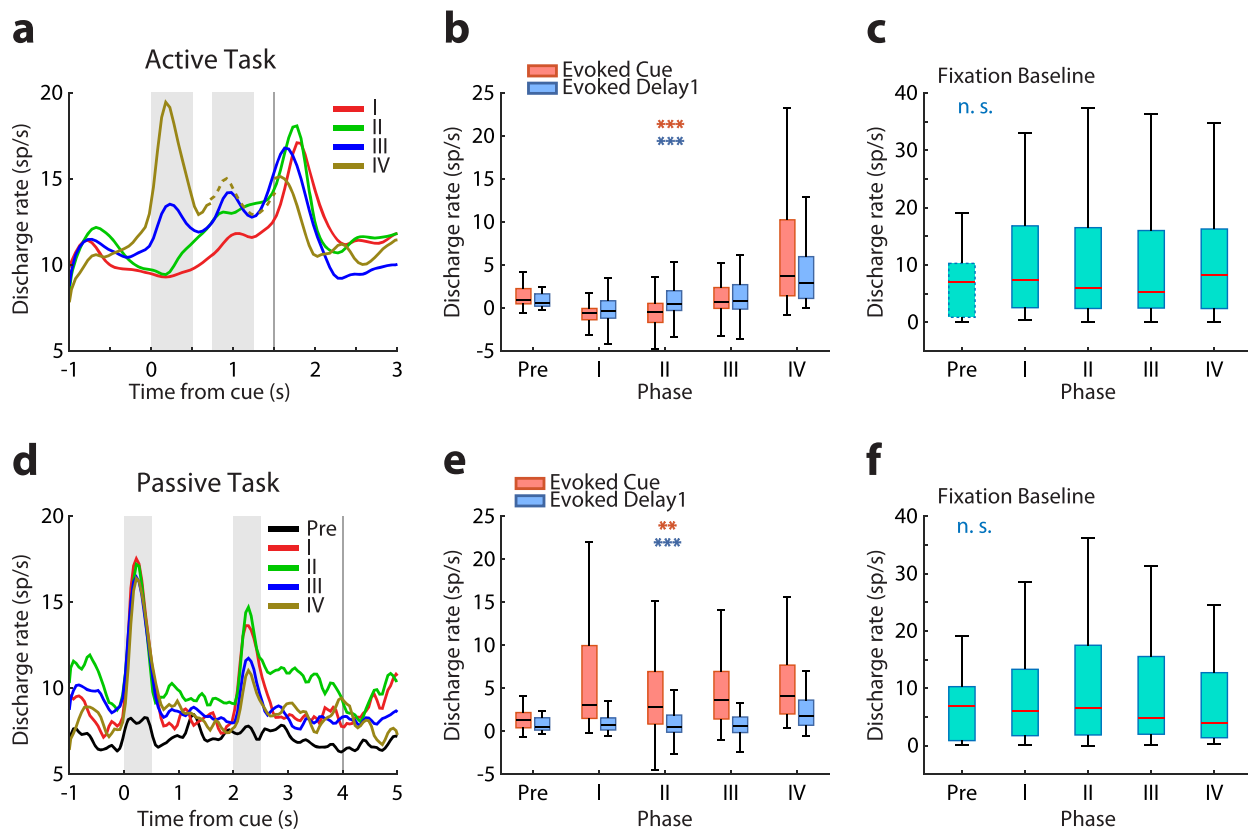 a
Active Task
20
15
10
5
-1
0
1
2
3
Discharge rate (sp/s)
Time from cue (s)
I
II
III
IV
b
Evoked Cue
Evoked Delay1
25
20
15
10
5
0
-5
***
***
Discharge rate (sp/s)
Pre
I
II
III
IV
Phase
c
Fixation Baseline
n. s.
40
30
20
10
0
Discharge rate (sp/s)
Pre
I
II
III
IV
Phase
d
Passive Task
20
15
10
5
-1
0
1
2
3
4
5
Discharge rate (sp/s)
Time from cue (s)
Pre
I
II
III
IV
e
Evoked Cue
Evoked Delay1
25
20
15
10
5
0
-5
**
***
Discharge rate (sp/s)
Pre
I
II
III
IV
Phase
f
Fixation Baseline
n. s.
40
30
20
10
0
Discharge rate (sp/s)
Pre
I
II
III
IV
Phase